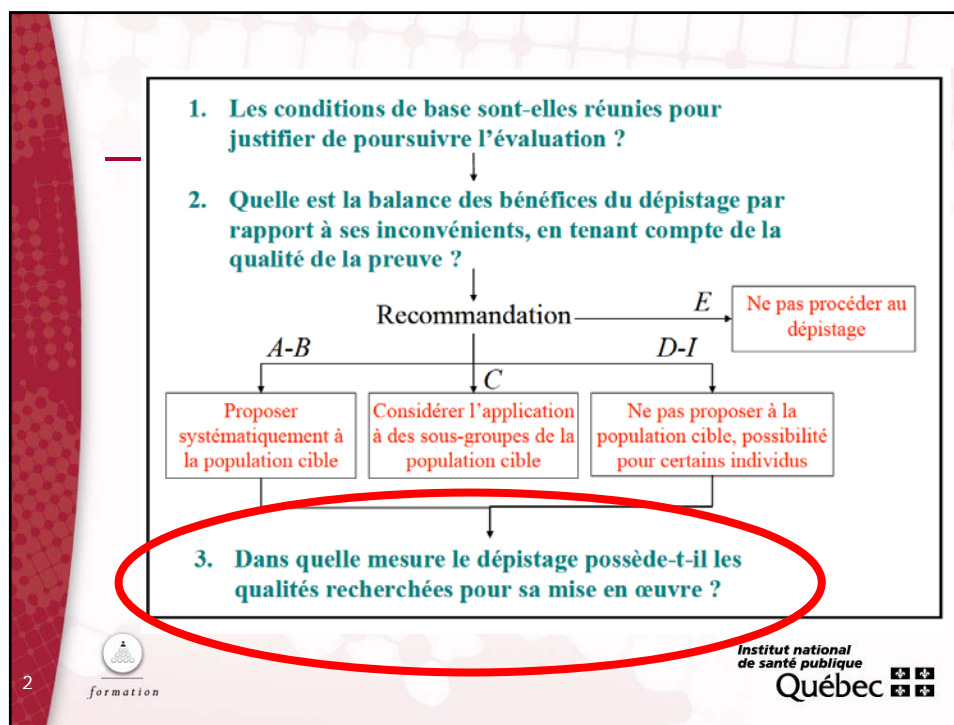 1. Les conditions de base sont-elles réunies pour
justifier de poursuivre l'évaluation ?
2. Quelle est la balance des bénéfices du dépistage par
rapport à ses inconvénients, en tenant compte de la
qualité de la preuve ?
Recommandation
E
Ne pas procéder au
dépistage
A-B
C
D-I
Proposer
systématiquement à
la population cible
Considérer l'application
à des sous-groupes de la
population cible
Ne pas proposer à la
population cible, possibilité
pour certains individus
3. Dans quelle mesure le dépistage possède-t-il les
qualités recherchées pour sa mise en œuvre ?
2
formation
Institut national
de santé publique
Québec